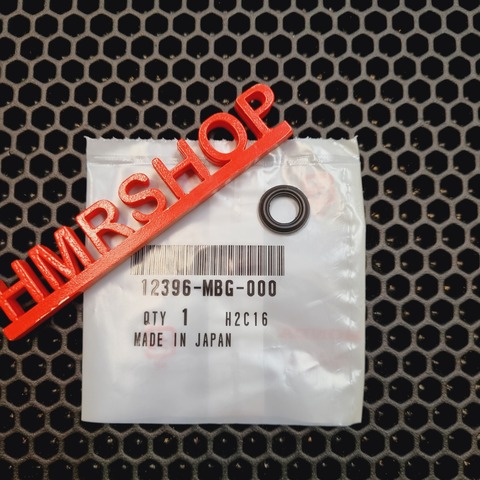 HMRSHOP
12396-MBG-000
QTY 1 H2C16
MADE IN JAPAN